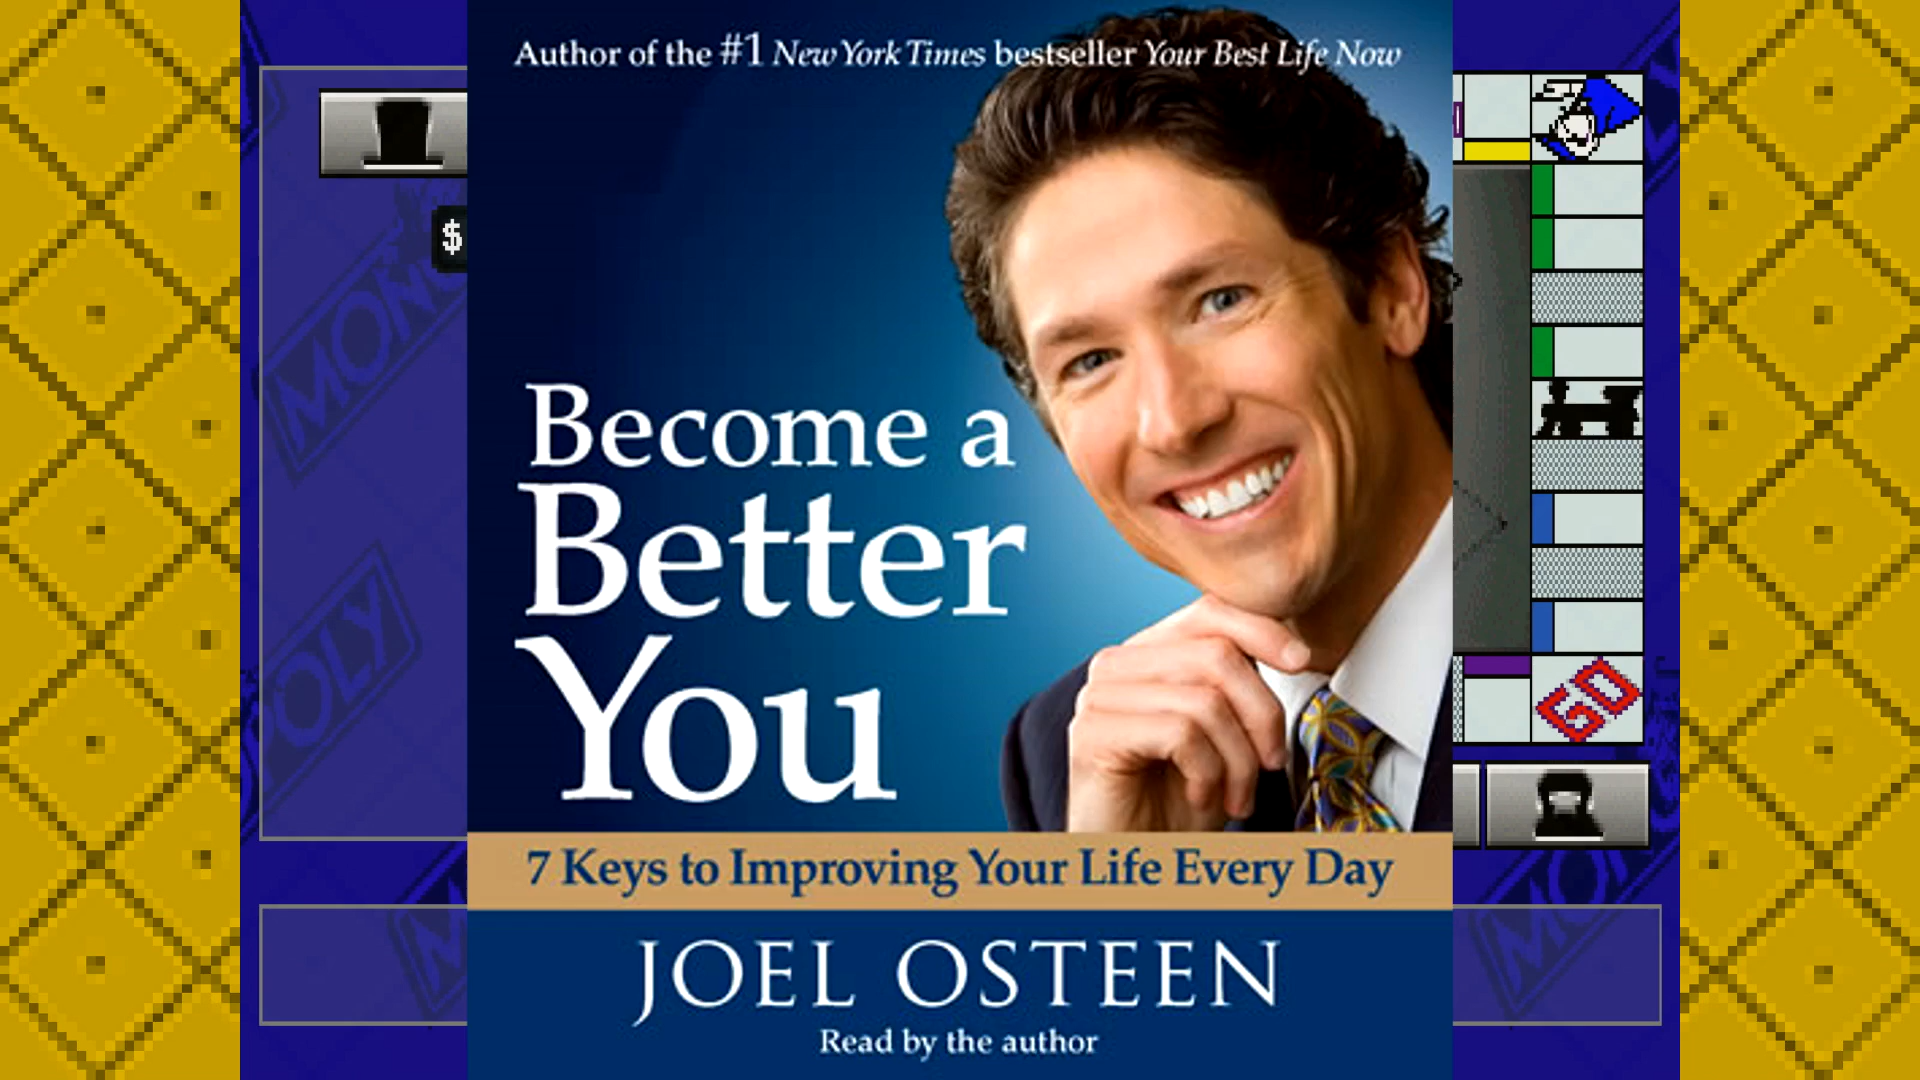 Author of the #1 New York Times bestseller Your Best Life Now
$
Become a
Better
You
7 Keys to Improving Your Life Every Day
JOEL OSTEEN
Read by the author
GO